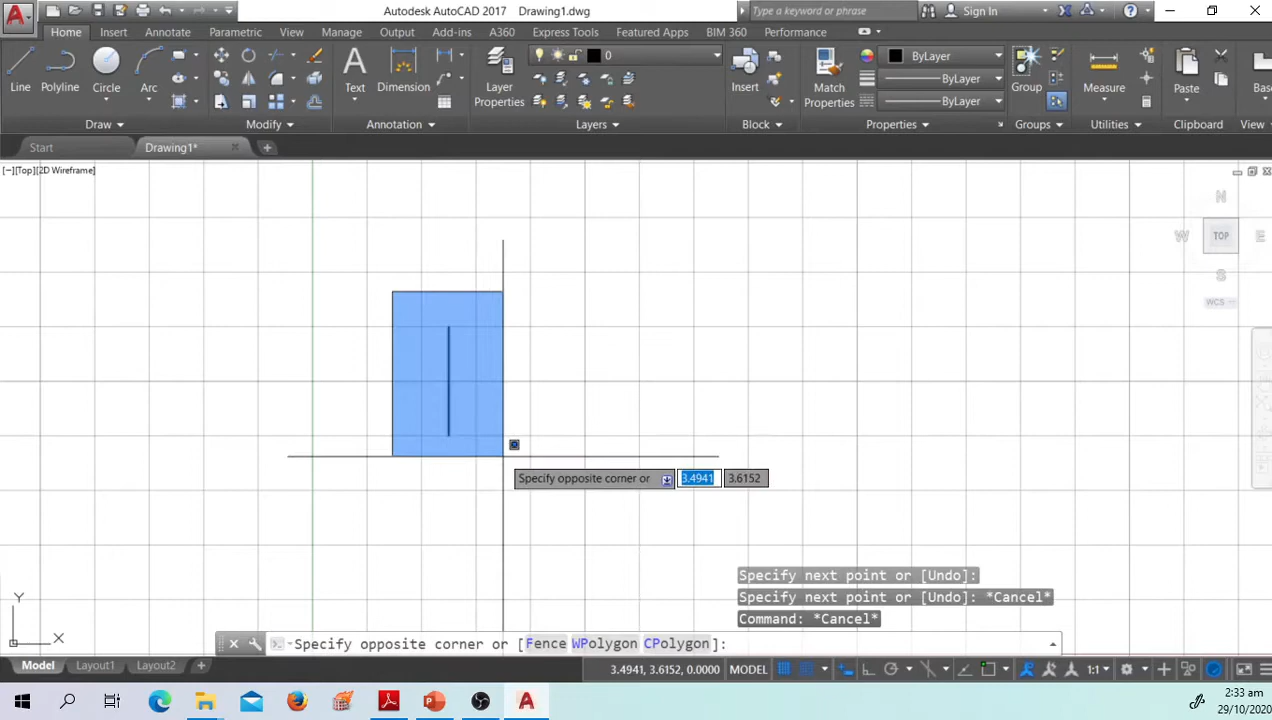 Autodesk AutoCAD 2017 Drawing1.dwg
Type a keyword or phrase
Sign In
Home Insert Annotate Parametric View Manage Output Add-ins A360 Express Tools Featured Apps BIM 360 Performance
Line
Polyline
Circle
Arc
Text
Dimension
Layer
Properties
0
Insert
Match
Properties
ByLayer
ByLayer
ByLayer
Group
Measure
Paste
Base
Draw
Modify
Annotation
Layers
Block
Properties
Groups
Utilities
Clipboard
View
Start
Drawing1*
[−][Top][2D Wireframe]
N
W
TOP
E
S
WCS
Specify opposite corner or
3.4941
3.6152
Specify next point or [Undo]:
Specify next point or [Undo]: *Cancel*
Command: *Cancel*
Y
X
Specify opposite corner or [Fence WPolygon CPolygon]:
Model
Layout1
Layout2
3.4941, 3.6152, 0.0000
MODEL
1:1
2:33 am
29/10/2020